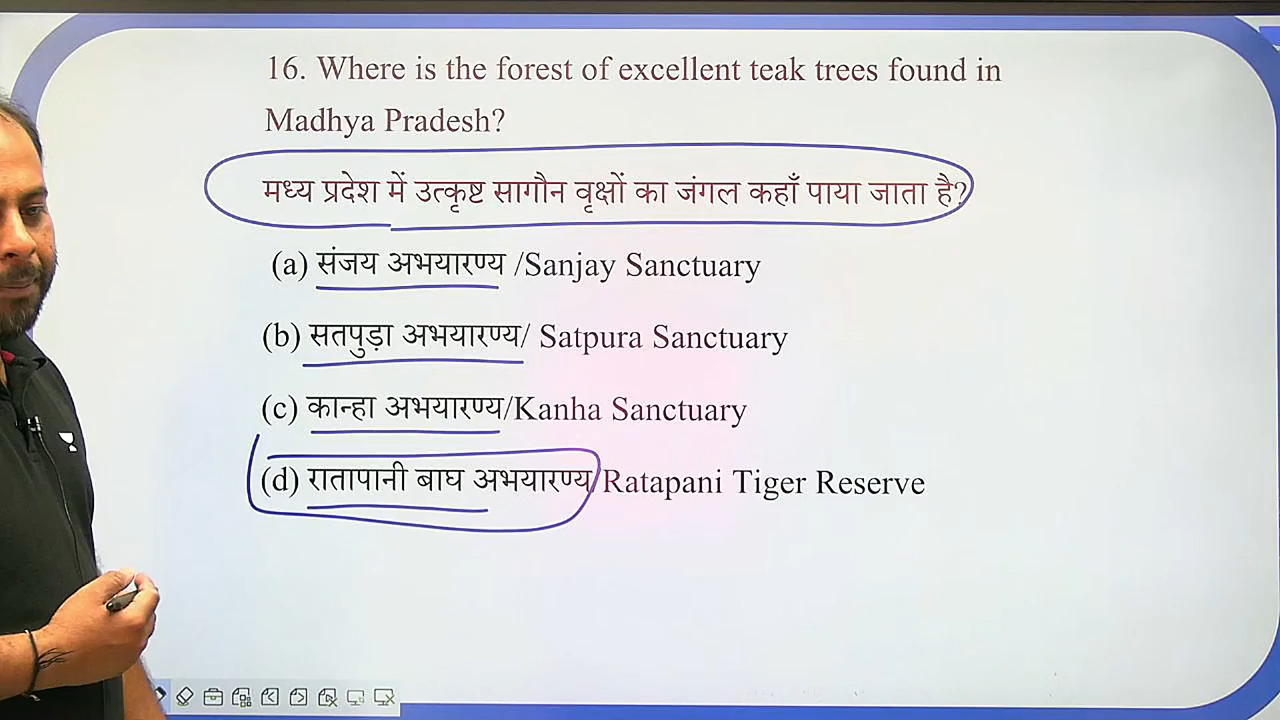 16. Where is the forest of excellent teak trees found in
Madhya Pradesh?
मध्य प्रदेश में उत्कृष्ट सागौन वृक्षों का जंगल कहाँ पाया जाता है?
(a) संजय अभयारण्य /Sanjay Sanctuary
(b) सतपुड़ा अभयारण्य/ Satpura Sanctuary
(c) कान्हा अभयारण्य/Kanha Sanctuary
(d) रातापानी बाघ अभयारण्य/Ratapani Tiger Reserve